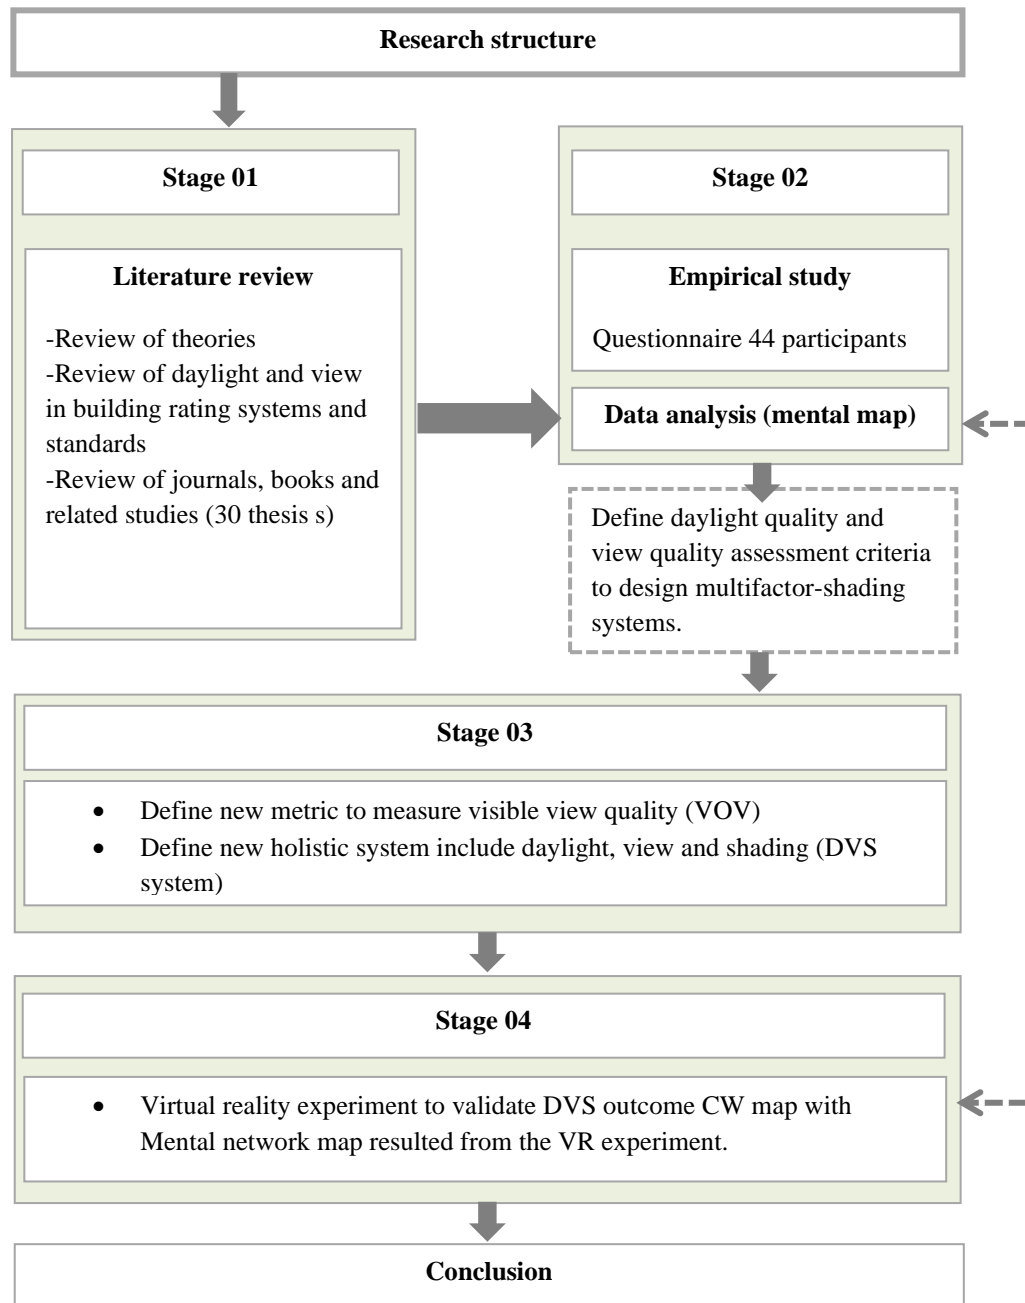 Research structure
Stage 01
Literature review
-Review of theories
-Review of daylight and view
in building rating systems and
standards
-Review of journals, books and
related studies (30 thesis s)
Stage 02
Empirical study
Questionnaire 44 participants
Data analysis (mental map)
Define daylight quality and
view quality assessment criteria
to design multifactor-shading
systems.
Stage 03
• Define new metric to measure visible view quality (VOV)
• Define new holistic system include daylight, view and shading (DVS
system)
Stage 04
• Virtual reality experiment to validate DVS outcome CW map with
Mental network map resulted from the VR experiment.
Conclusion